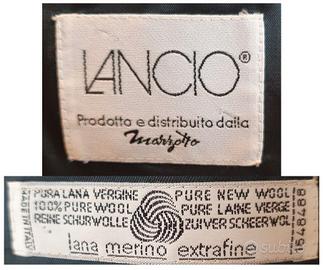 LANCIO®
Prodotto e distribuito dalla
Marzotto
MADE IN ITALY
PURA LANA VERGINE PURE NEW WOOL
100% PURE WOOL PURE LAINE VIERGE
REINE SCHURWOLLE ZUIVER SCHEERWOL
lana merino extrafine
1548488
subito